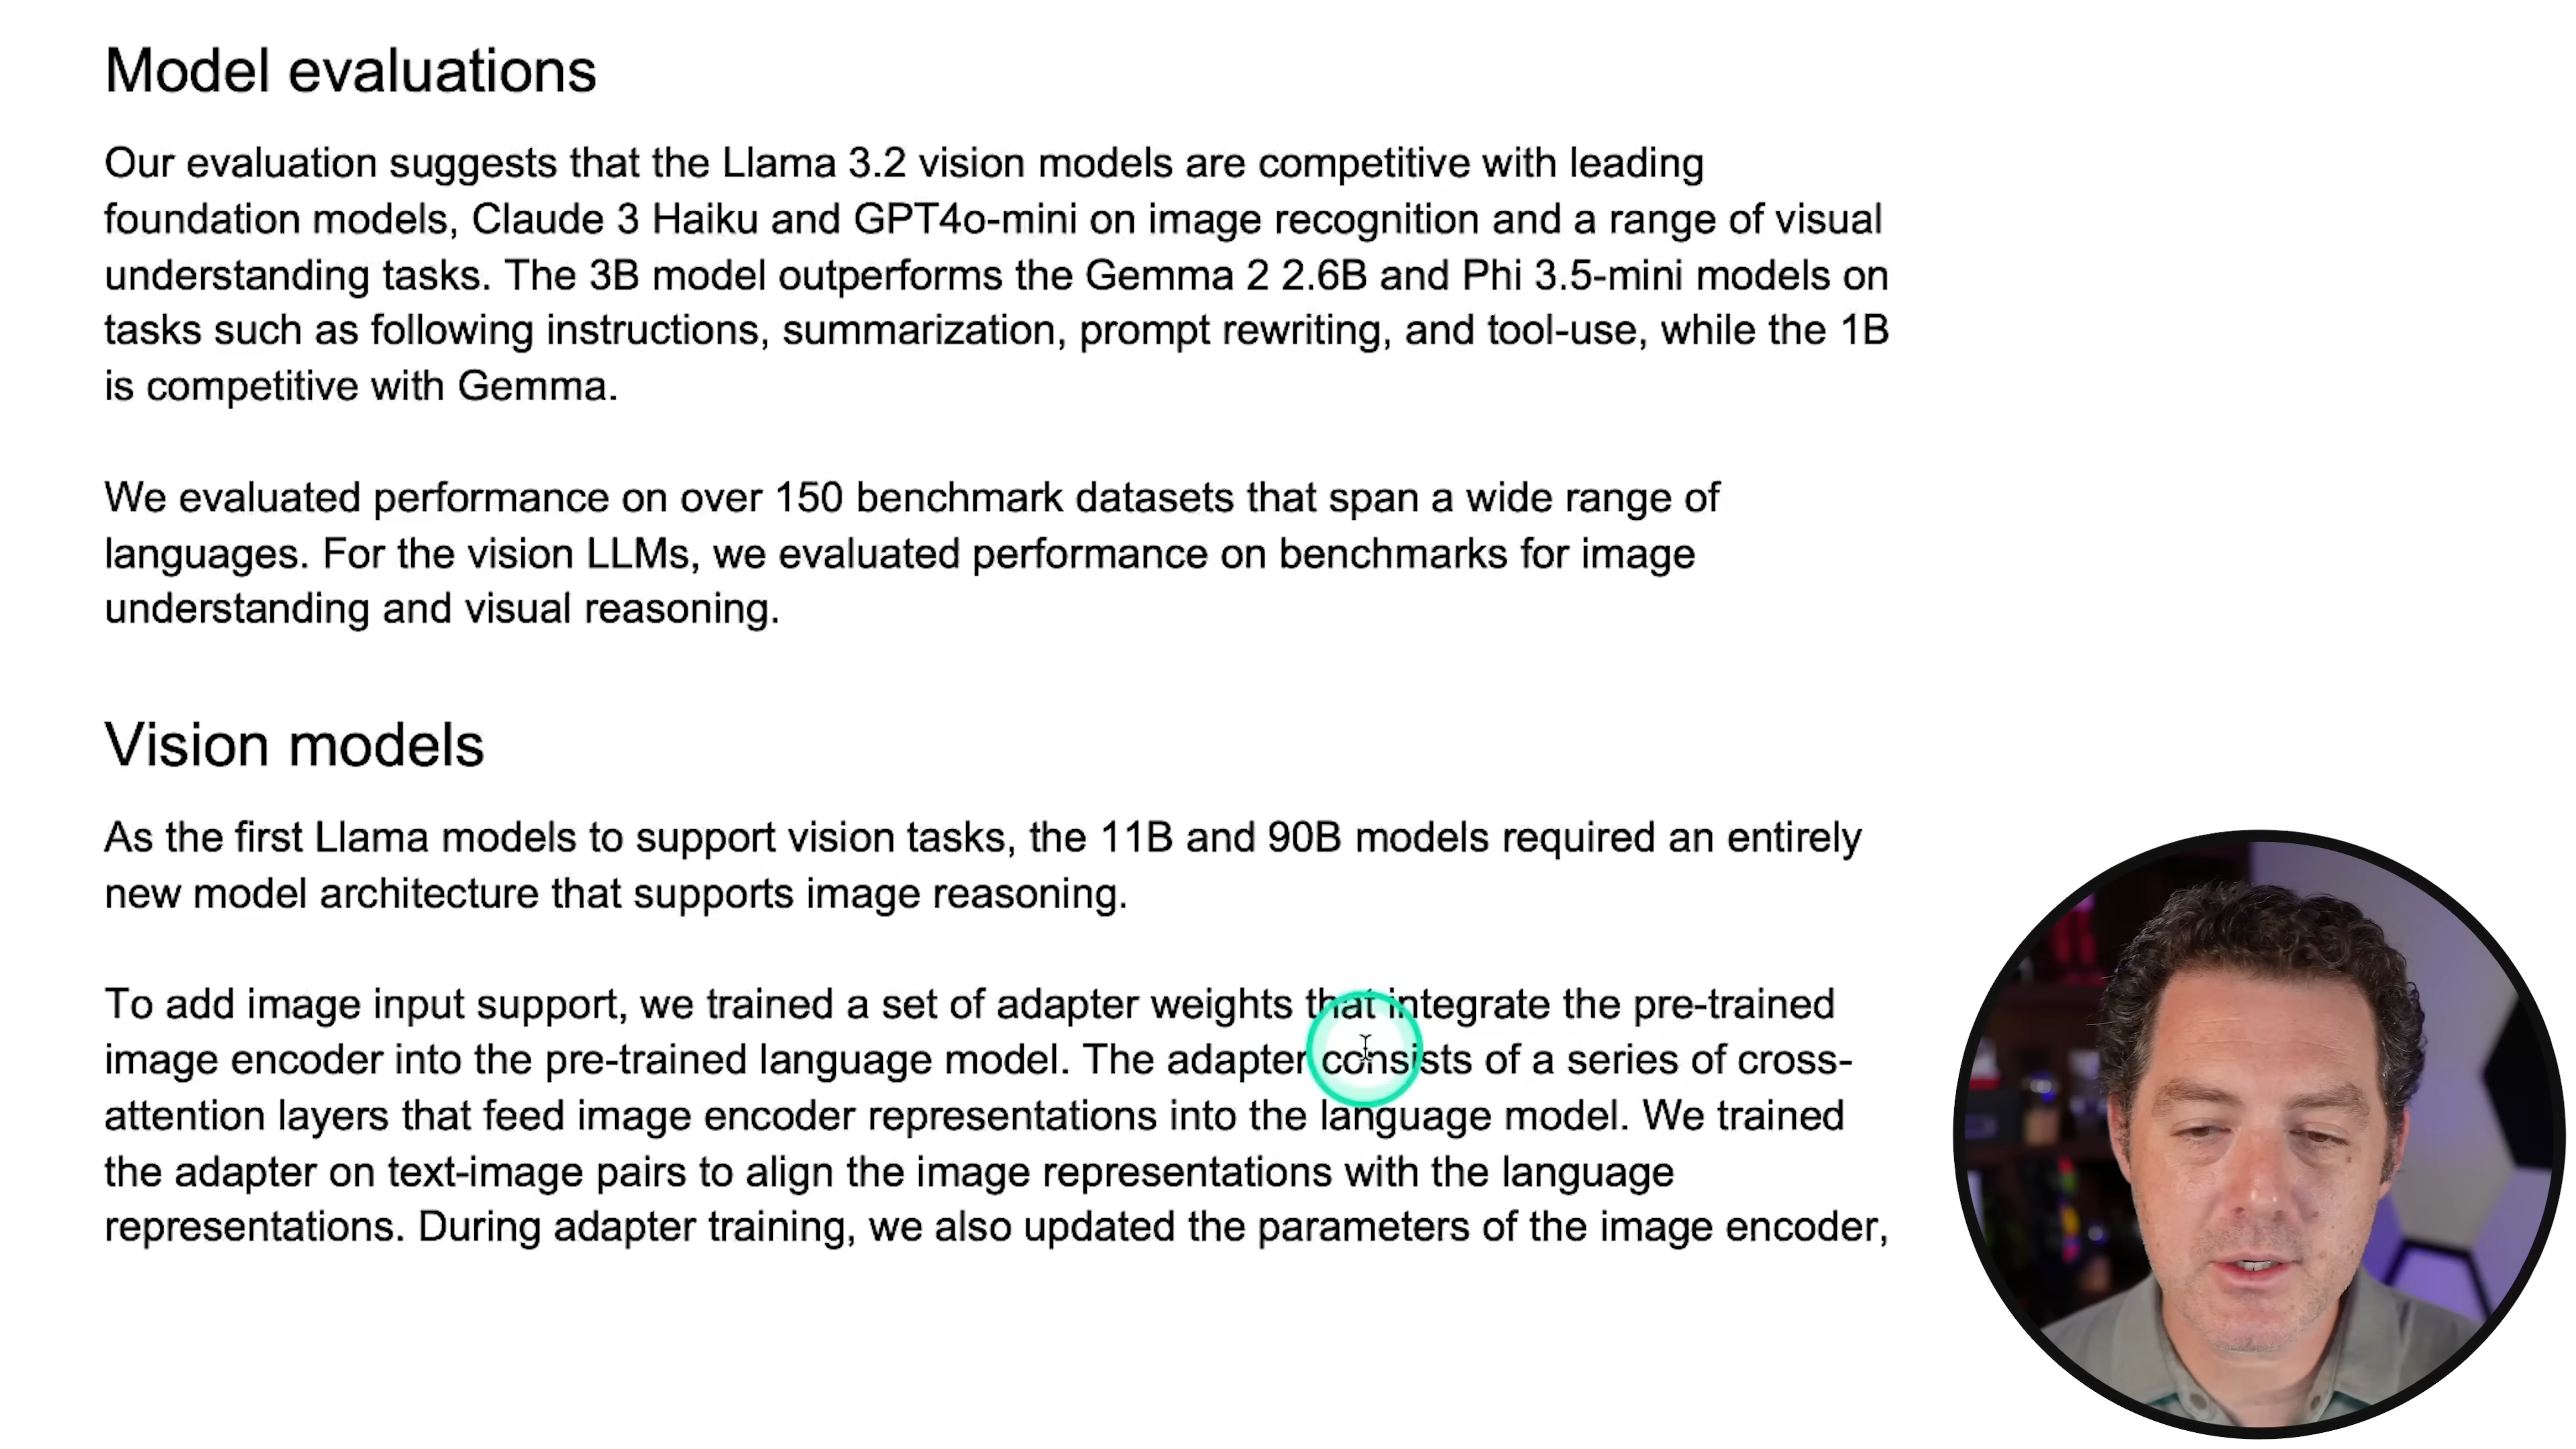 Model evaluations
Our evaluation suggests that the Llama 3.2 vision models are competitive with leading
foundation models, Claude 3 Haiku and GPT4o-mini on image recognition and a range of visual
understanding tasks. The 3B model outperforms the Gemma 2 2.6B and Phi 3.5-mini models on
tasks such as following instructions, summarization, prompt rewriting, and tool-use, while the 1B
is competitive with Gemma.
We evaluated performance on over 150 benchmark datasets that span a wide range of
languages. For the vision LLMs, we evaluated performance on benchmarks for image
understanding and visual reasoning.
Vision models
As the first Llama models to support vision tasks, the 11B and 90B models required an entirely
new model architecture that supports image reasoning.
To add image input support, we trained a set of adapter weights that integrate the pre-trained
image encoder into the pre-trained language model. The adapter consists of a series of cross-
attention layers that feed image encoder representations into the language model. We trained
the adapter on text-image pairs to align the image representations with the language
representations. During adapter training, we also updated the parameters of the image encoder,